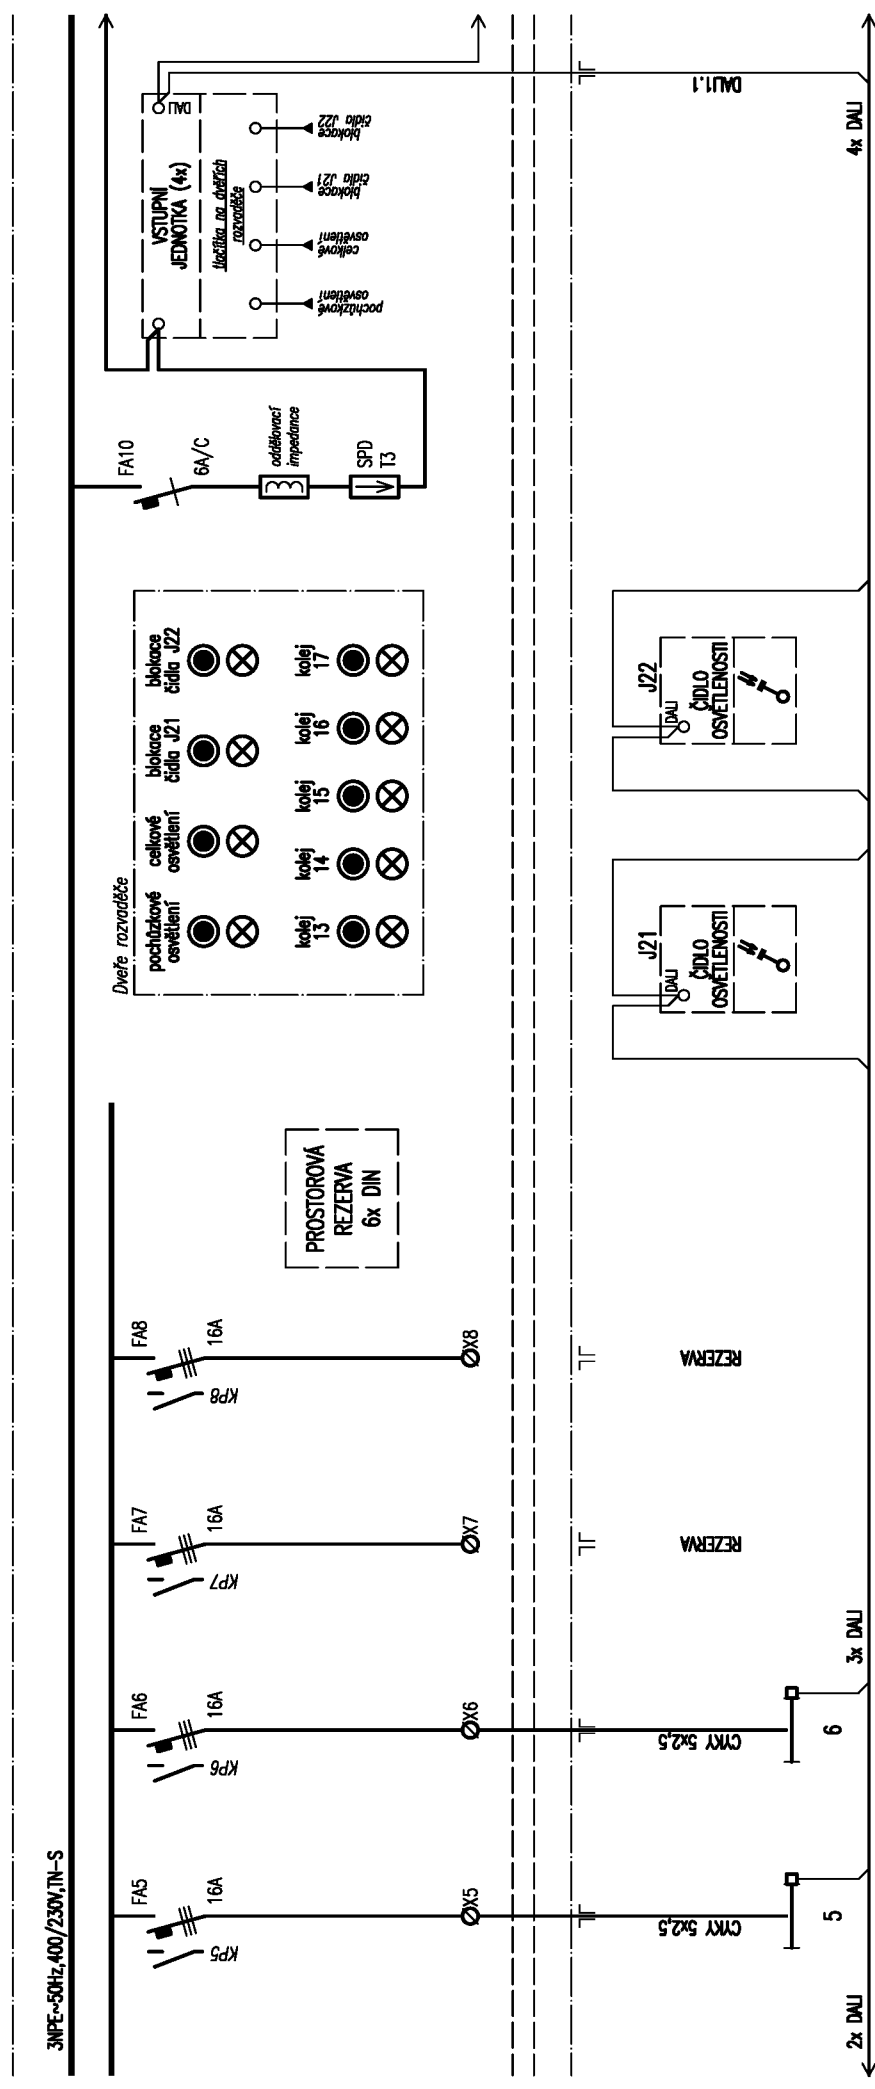 3NPE~50Hz,400/230V,TN-S
FA5
16A
KP5
X5
CYKY 5x2,5
5
2x DALI
FA6
16A
KP6
X6
CYKY 5x2,5
6
3x DALI
FA7
16A
KP7
X7
REZERVA
FA8
16A
KP8
X8
REZERVA
PROSTOROVÁ
REZERVA
6x DIN
Dveře rozvaděče
pochůzkové
osvětlení
celkové
osvětlení
blokace
čidla J21
blokace
čidla J22
kolej
13
kolej
14
kolej
15
kolej
16
kolej
17
J21
DALI
ČIDLO
OSVĚTLENOSTI
J22
DALI
ČIDLO
OSVĚTLENOSTI
FA10
6A/C
oddělovací
impedance
SPD
T3
VSTUPNÍ
JEDNOTKA (4x)
DALI
tlačítka na dvěřích
rozvaděče
pochůzkové
osvětlení
celkové
osvětlení
blokace
čidla J21
blokace
čidla J22
DALI1.1
4x DALI